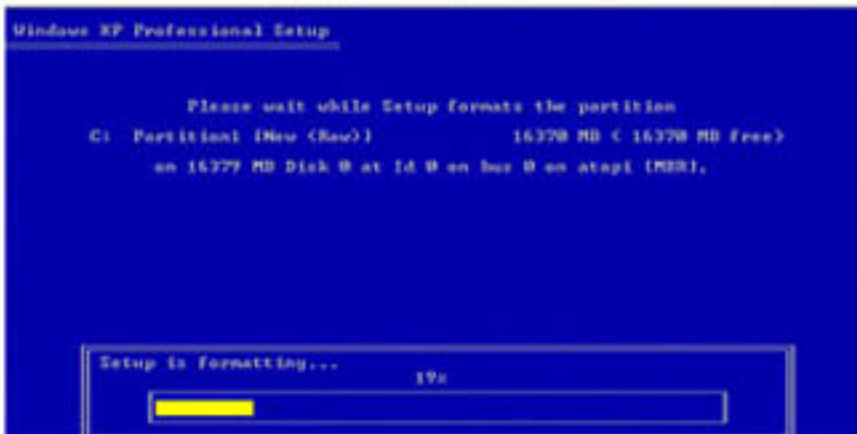 Windows XP Professional Setup
Please wait while Setup formats the partition
C: Partition1 [New (Raw)] 16370 MB ( 16370 MB free)
on 16379 MB Disk 0 at Id 0 on bus 0 on atapi [MBR].
Setup is formatting...
19%